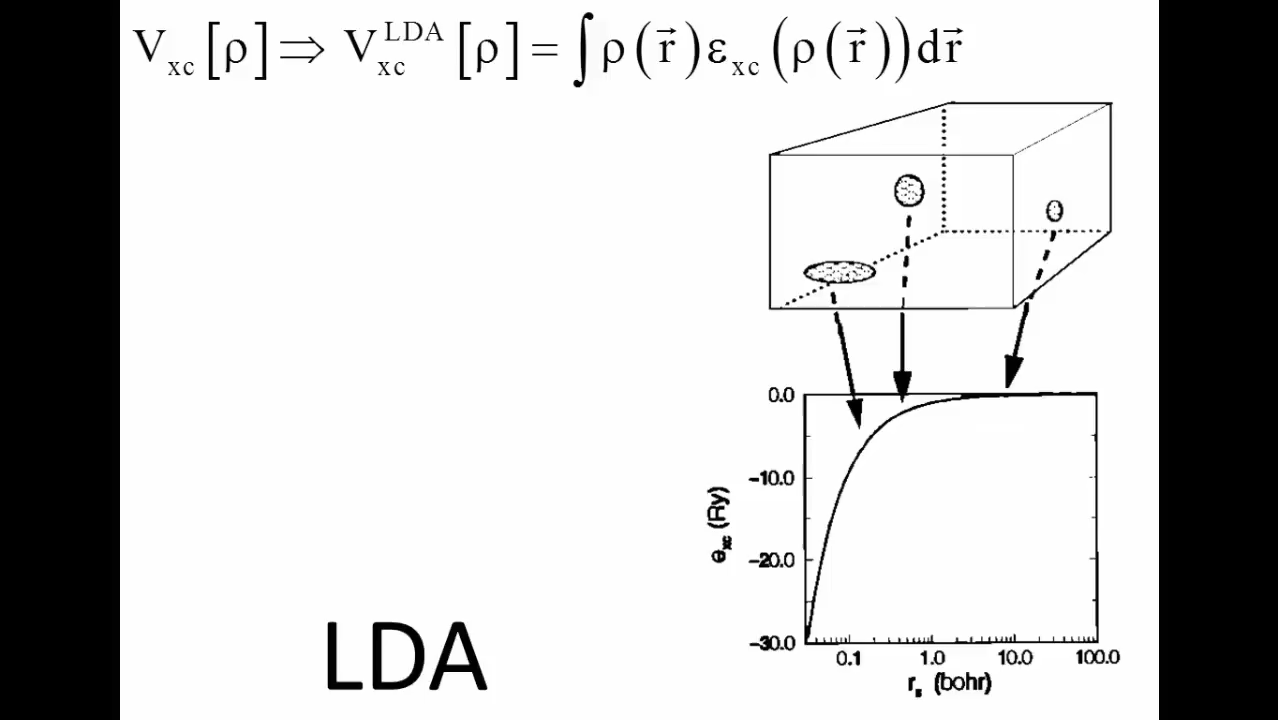 V_xc [ρ] ⇒ V_xc^LDA [ρ] = ∫ ρ(r⃗) ε_xc (ρ(r⃗)) dr⃗
0.0
−10.0
e_xc (Ry)
−20.0
−30.0
0.1 1.0 10.0 100.0
r_s (bohr)
LDA